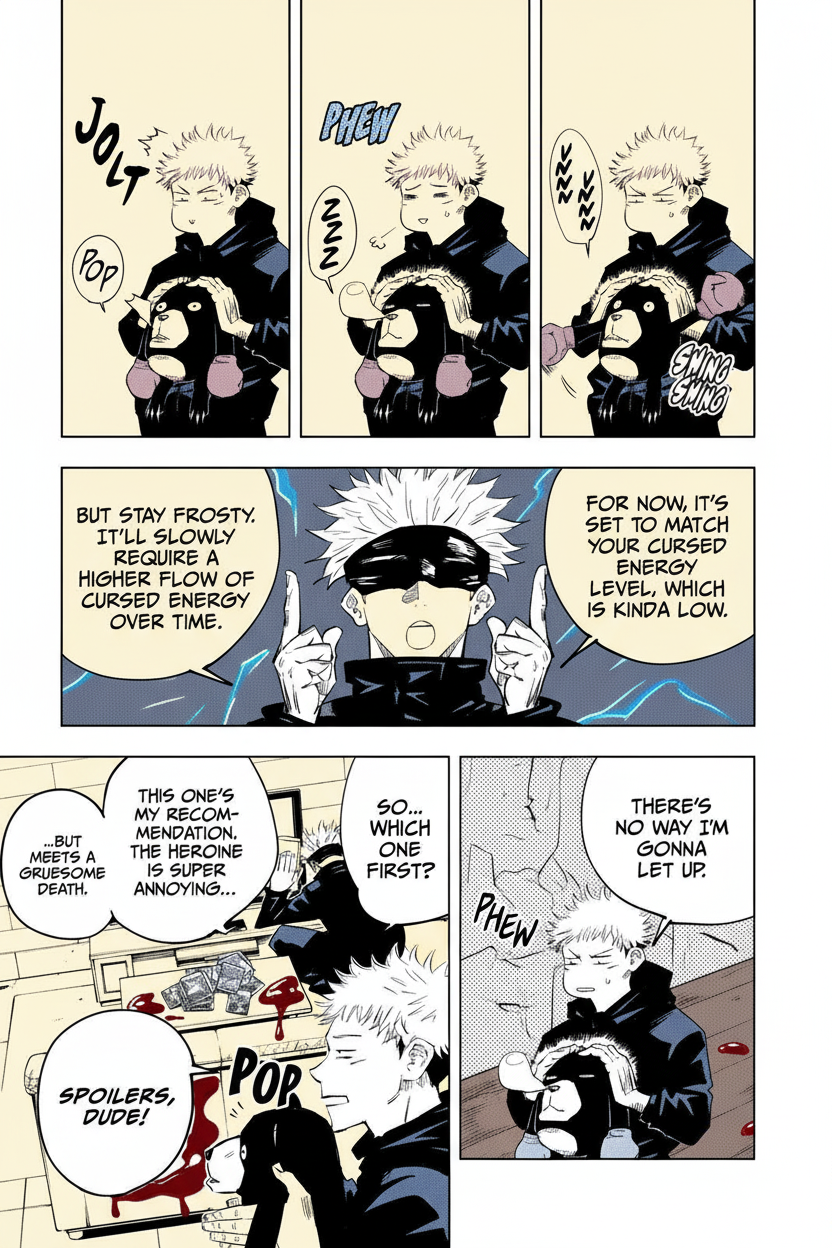 VNNN
VNNN
SWING
SWING
PHEW
ZZZ
JOLT
POP
FOR NOW, IT'S
SET TO MATCH
YOUR CURSED
ENERGY
LEVEL, WHICH
IS KINDA LOW.
BUT STAY FROSTY.
IT'LL SLOWLY
REQUIRE A
HIGHER FLOW OF
CURSED ENERGY
OVER TIME.
THERE'S
NO WAY I'M
GONNA
LET UP.
PHEW
SO...
WHICH
ONE
FIRST?
THIS ONE'S
MY RECOM-
MENDATION.
THE HEROINE
IS SUPER
ANNOYING...
...BUT
MEETS A
GRUESOME
DEATH.
POP
SPOILERS,
DUDE!